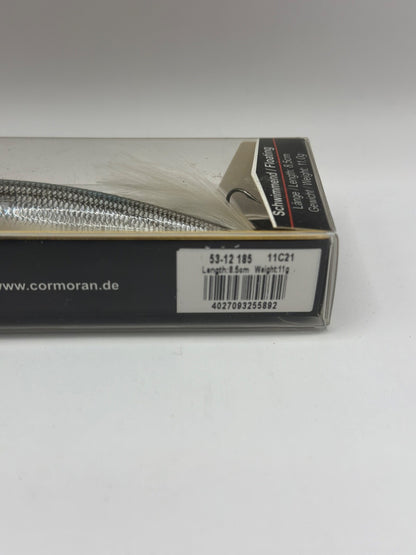 Schwimmend / Floating
Länge / Length: 8.5cm
Gewicht / Weight: 11.0g
www.cormoran.de
53-12 185 11C21
Length:8.5cm Weight:11g
4027093255892